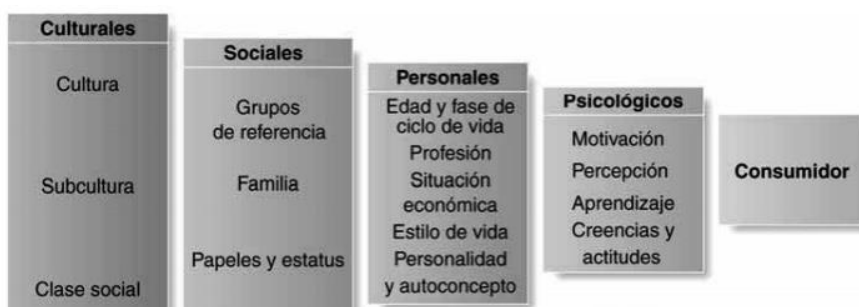 Culturales
Cultura
Subcultura
Clase social
Sociales
Grupos
de referencia
Familia
Papeles y estatus
Personales
Edad y fase de
ciclo de vida
Profesión
Situación
económica
Estilo de vida
Personalidad
y autoconcepto
Psicológicos
Motivación
Percepción
Aprendizaje
Creencias y
actitudes
Consumidor